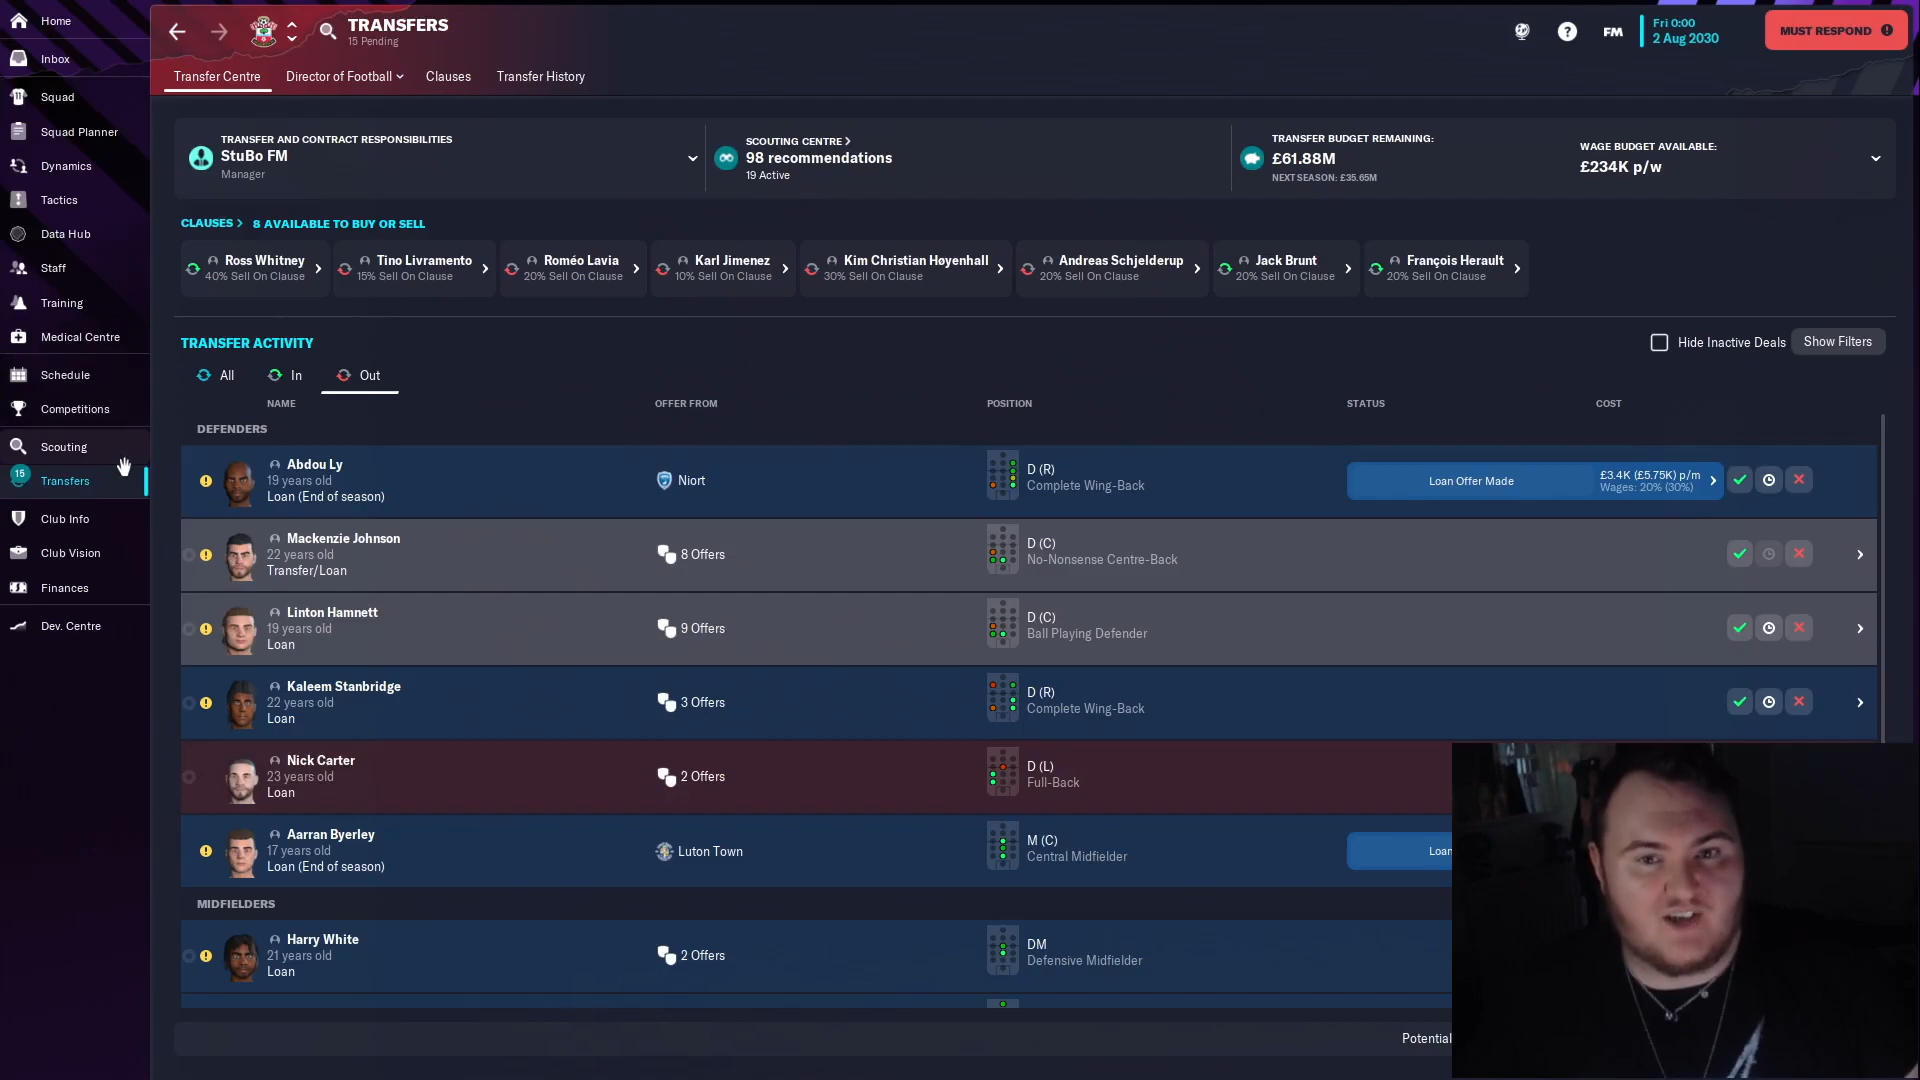 Home
Inbox
Squad
Squad Planner
Dynamics
Tactics
Data Hub
Staff
Training
Medical Centre
Schedule
Competitions
Scouting
15
Transfers
Club Info
Club Vision
Finances
Dev. Centre
TRANSFERS
15 Pending
FM
Fri 0:00
2 Aug 2030
MUST RESPOND
Transfer Centre
Director of Football
Clauses
Transfer History
TRANSFER AND CONTRACT RESPONSIBILITIES
StuBo FM
Manager
SCOUTING CENTRE >
98 recommendations
19 Active
TRANSFER BUDGET REMAINING:
£61.88M
NEXT SEASON: £35.65M
WAGE BUDGET AVAILABLE:
£234K p/w
CLAUSES > 8 AVAILABLE TO BUY OR SELL
Ross Whitney
40% Sell On Clause
Tino Livramento
15% Sell On Clause
Roméo Lavia
20% Sell On Clause
Karl Jimenez
10% Sell On Clause
Kim Christian Høyenhall
30% Sell On Clause
Andreas Schjelderup
20% Sell On Clause
Jack Brunt
20% Sell On Clause
François Herault
20% Sell On Clause
TRANSFER ACTIVITY
Hide Inactive Deals
Show Filters
All
In
Out
NAME OFFER FROM POSITION STATUS COST
DEFENDERS
Abdou Ly
19 years old
Loan (End of season)
Niort
D (R)
Complete Wing-Back
Loan Offer Made
£3.4K (£5.75K) p/m
Wages: 20% (30%)
Mackenzie Johnson
22 years old
Transfer/Loan
8 Offers
D (C)
No-Nonsense Centre-Back
Linton Hamnett
19 years old
Loan
9 Offers
D (C)
Ball Playing Defender
Kaleem Stanbridge
22 years old
Loan
3 Offers
D (R)
Complete Wing-Back
Nick Carter
23 years old
Loan
2 Offers
D (L)
Full-Back
Aarran Byerley
17 years old
Loan (End of season)
Luton Town
M (C)
Central Midfielder
Loan
MIDFIELDERS
Harry White
21 years old
Loan
2 Offers
DM
Defensive Midfielder
Potential